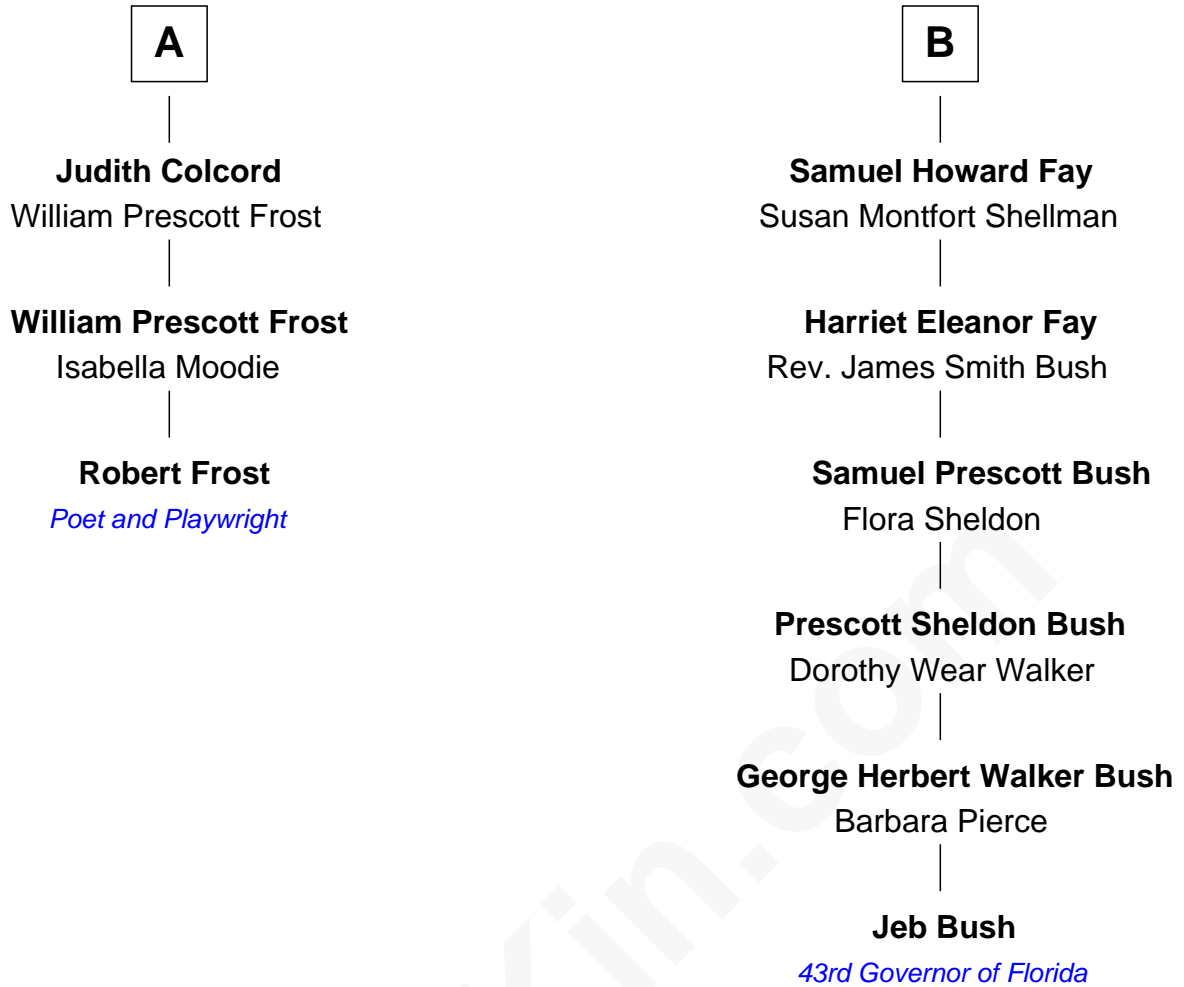 A
Judith Colcord
William Prescott Frost
William Prescott Frost
Isabella Moodie
Robert Frost
Poet and Playwright
B
Samuel Howard Fay
Susan Montfort Shellman
Harriet Eleanor Fay
Rev. James Smith Bush
Samuel Prescott Bush
Flora Sheldon
Prescott Sheldon Bush
Dorothy Wear Walker
George Herbert Walker Bush
Barbara Pierce
Jeb Bush
43rd Governor of Florida
Kin.com